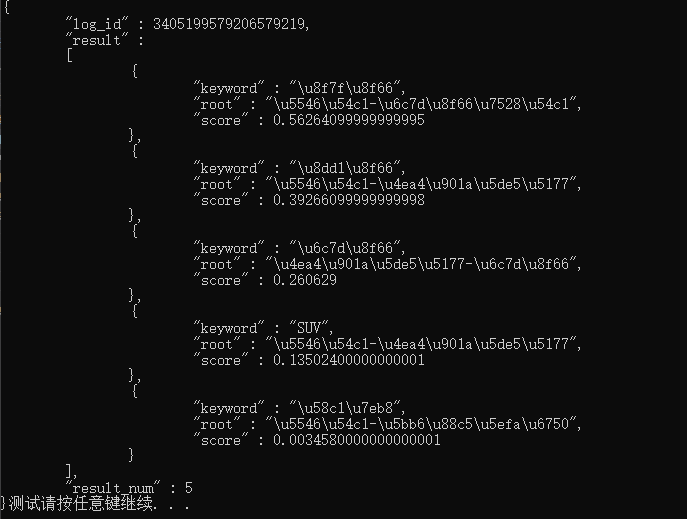 {
"log_id" : 3405199579206579219,
"result" :
[
{
"keyword" : "\u8f7f\u8f66",
"root" : "\u5546\u54c1-\u6c7d\u8f66\u7528\u54c1",
"score" : 0.56264099999999995
},
{
"keyword" : "\u8dd1\u8f66",
"root" : "\u5546\u54c1-\u4ea4\u901a\u5de5\u5177",
"score" : 0.39266099999999998
},
{
"keyword" : "\u6c7d\u8f66",
"root" : "\u4ea4\u901a\u5de5\u5177-\u6c7d\u8f66",
"score" : 0.260629
},
{
"keyword" : "SUV",
"root" : "\u5546\u54c1-\u4ea4\u901a\u5de5\u5177",
"score" : 0.13502400000000001
},
{
"keyword" : "\u58c1\u7eb8",
"root" : "\u5546\u54c1-\u5bb6\u88c5\u5efa\u6750",
"score" : 0.0034580000000000001
}
],
"result_num" : 5
}测试请按任意键继续. . .